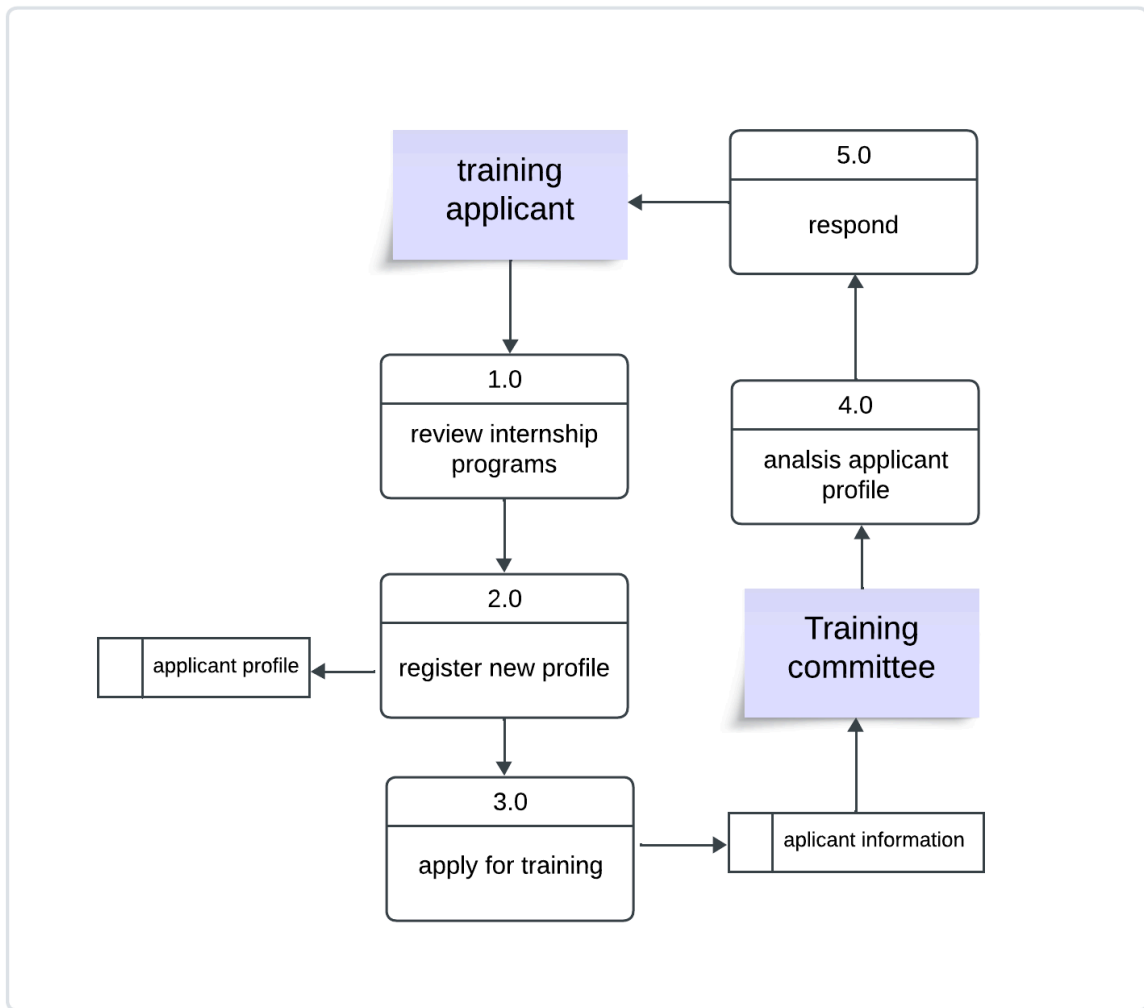 training
applicant
1.0
review internship
programs
2.0
register new profile
applicant profile
3.0
apply for training
aplicant information
Training
committee
4.0
analsis applicant
profile
5.0
respond